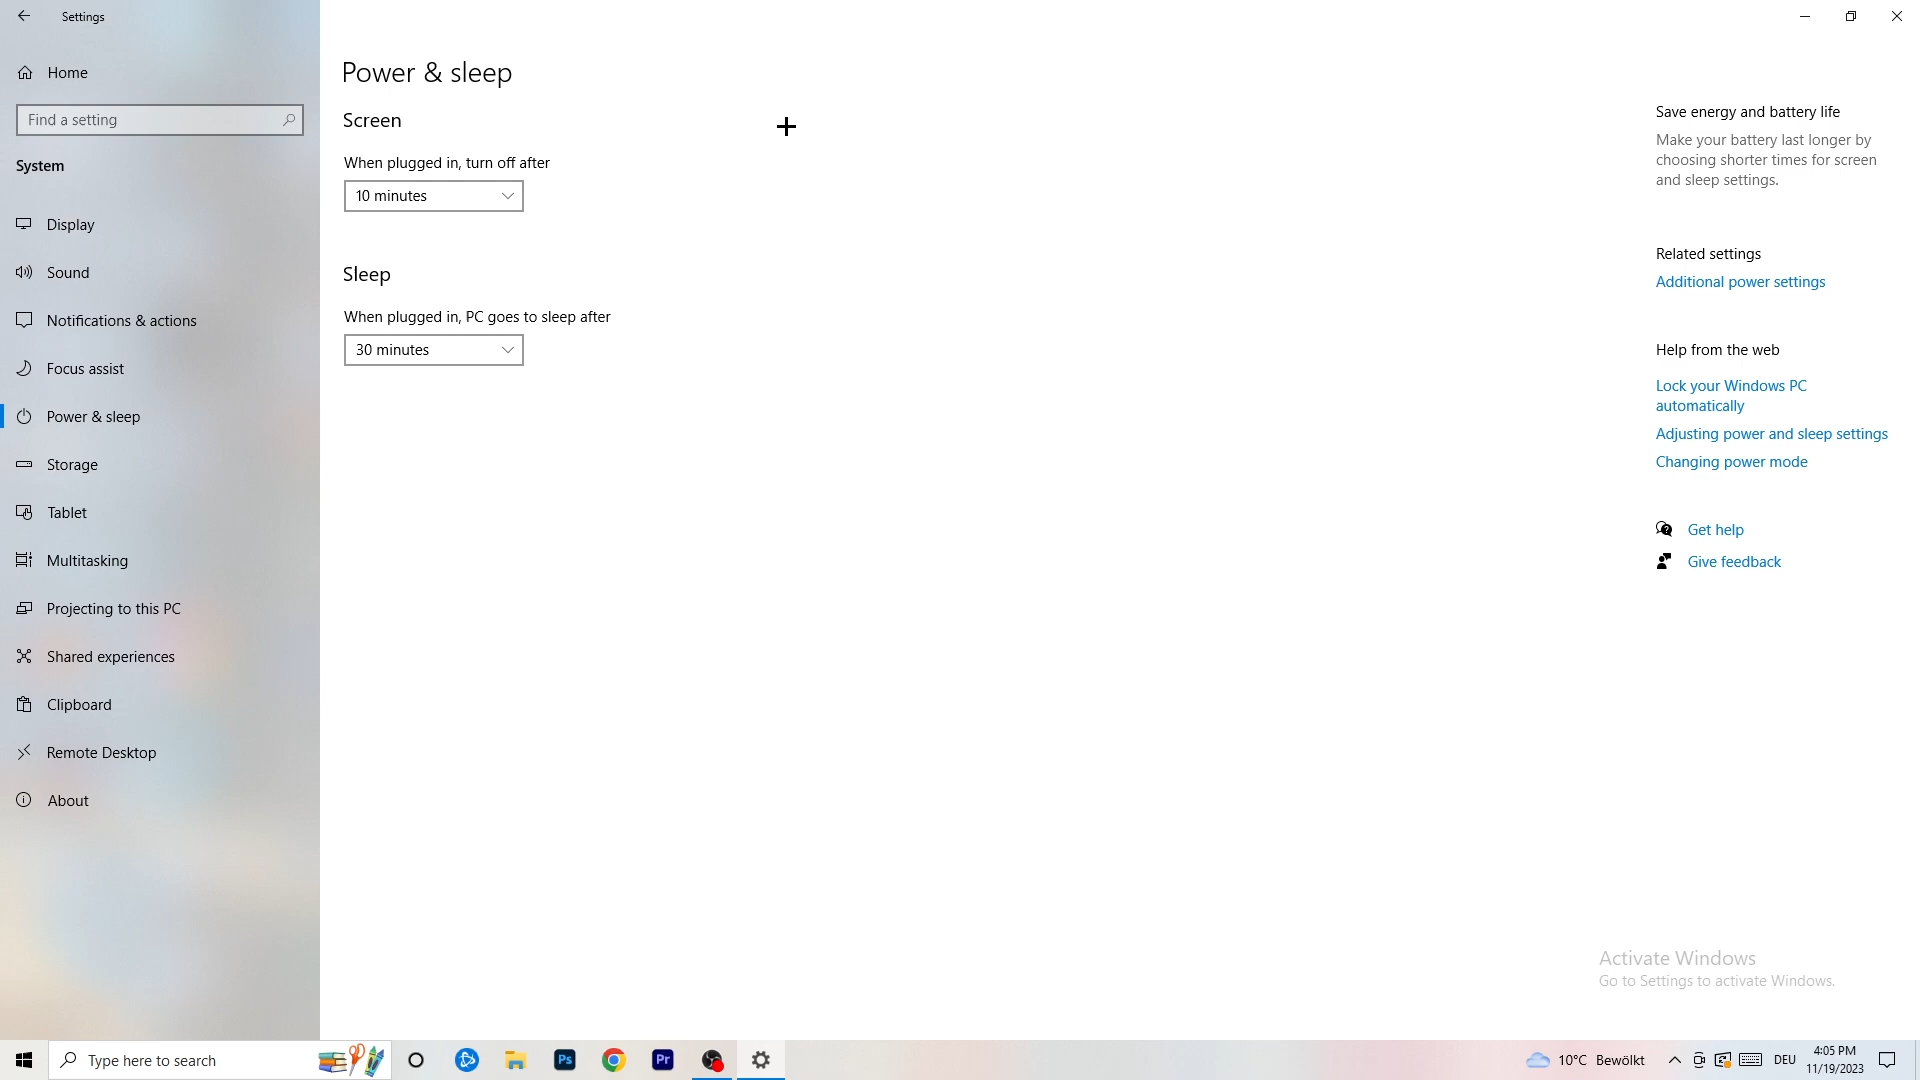 Settings
Home
Find a setting
System
Display
Sound
Notifications & actions
Focus assist
Power & sleep
Storage
Tablet
Multitasking
Projecting to this PC
Shared experiences
Clipboard
Remote Desktop
About
Power & sleep
Screen
When plugged in, turn off after
10 minutes
Sleep
When plugged in, PC goes to sleep after
30 minutes
Save energy and battery life
Make your battery last longer by
choosing shorter times for screen
and sleep settings.
Related settings
Additional power settings
Help from the web
Lock your Windows PC
automatically
Adjusting power and sleep settings
Changing power mode
Get help
Give feedback
Activate Windows
Go to Settings to activate Windows.
Type here to search
Ps
Pr
10°C Bewölkt
DEU
4:05 PM
11/19/2023